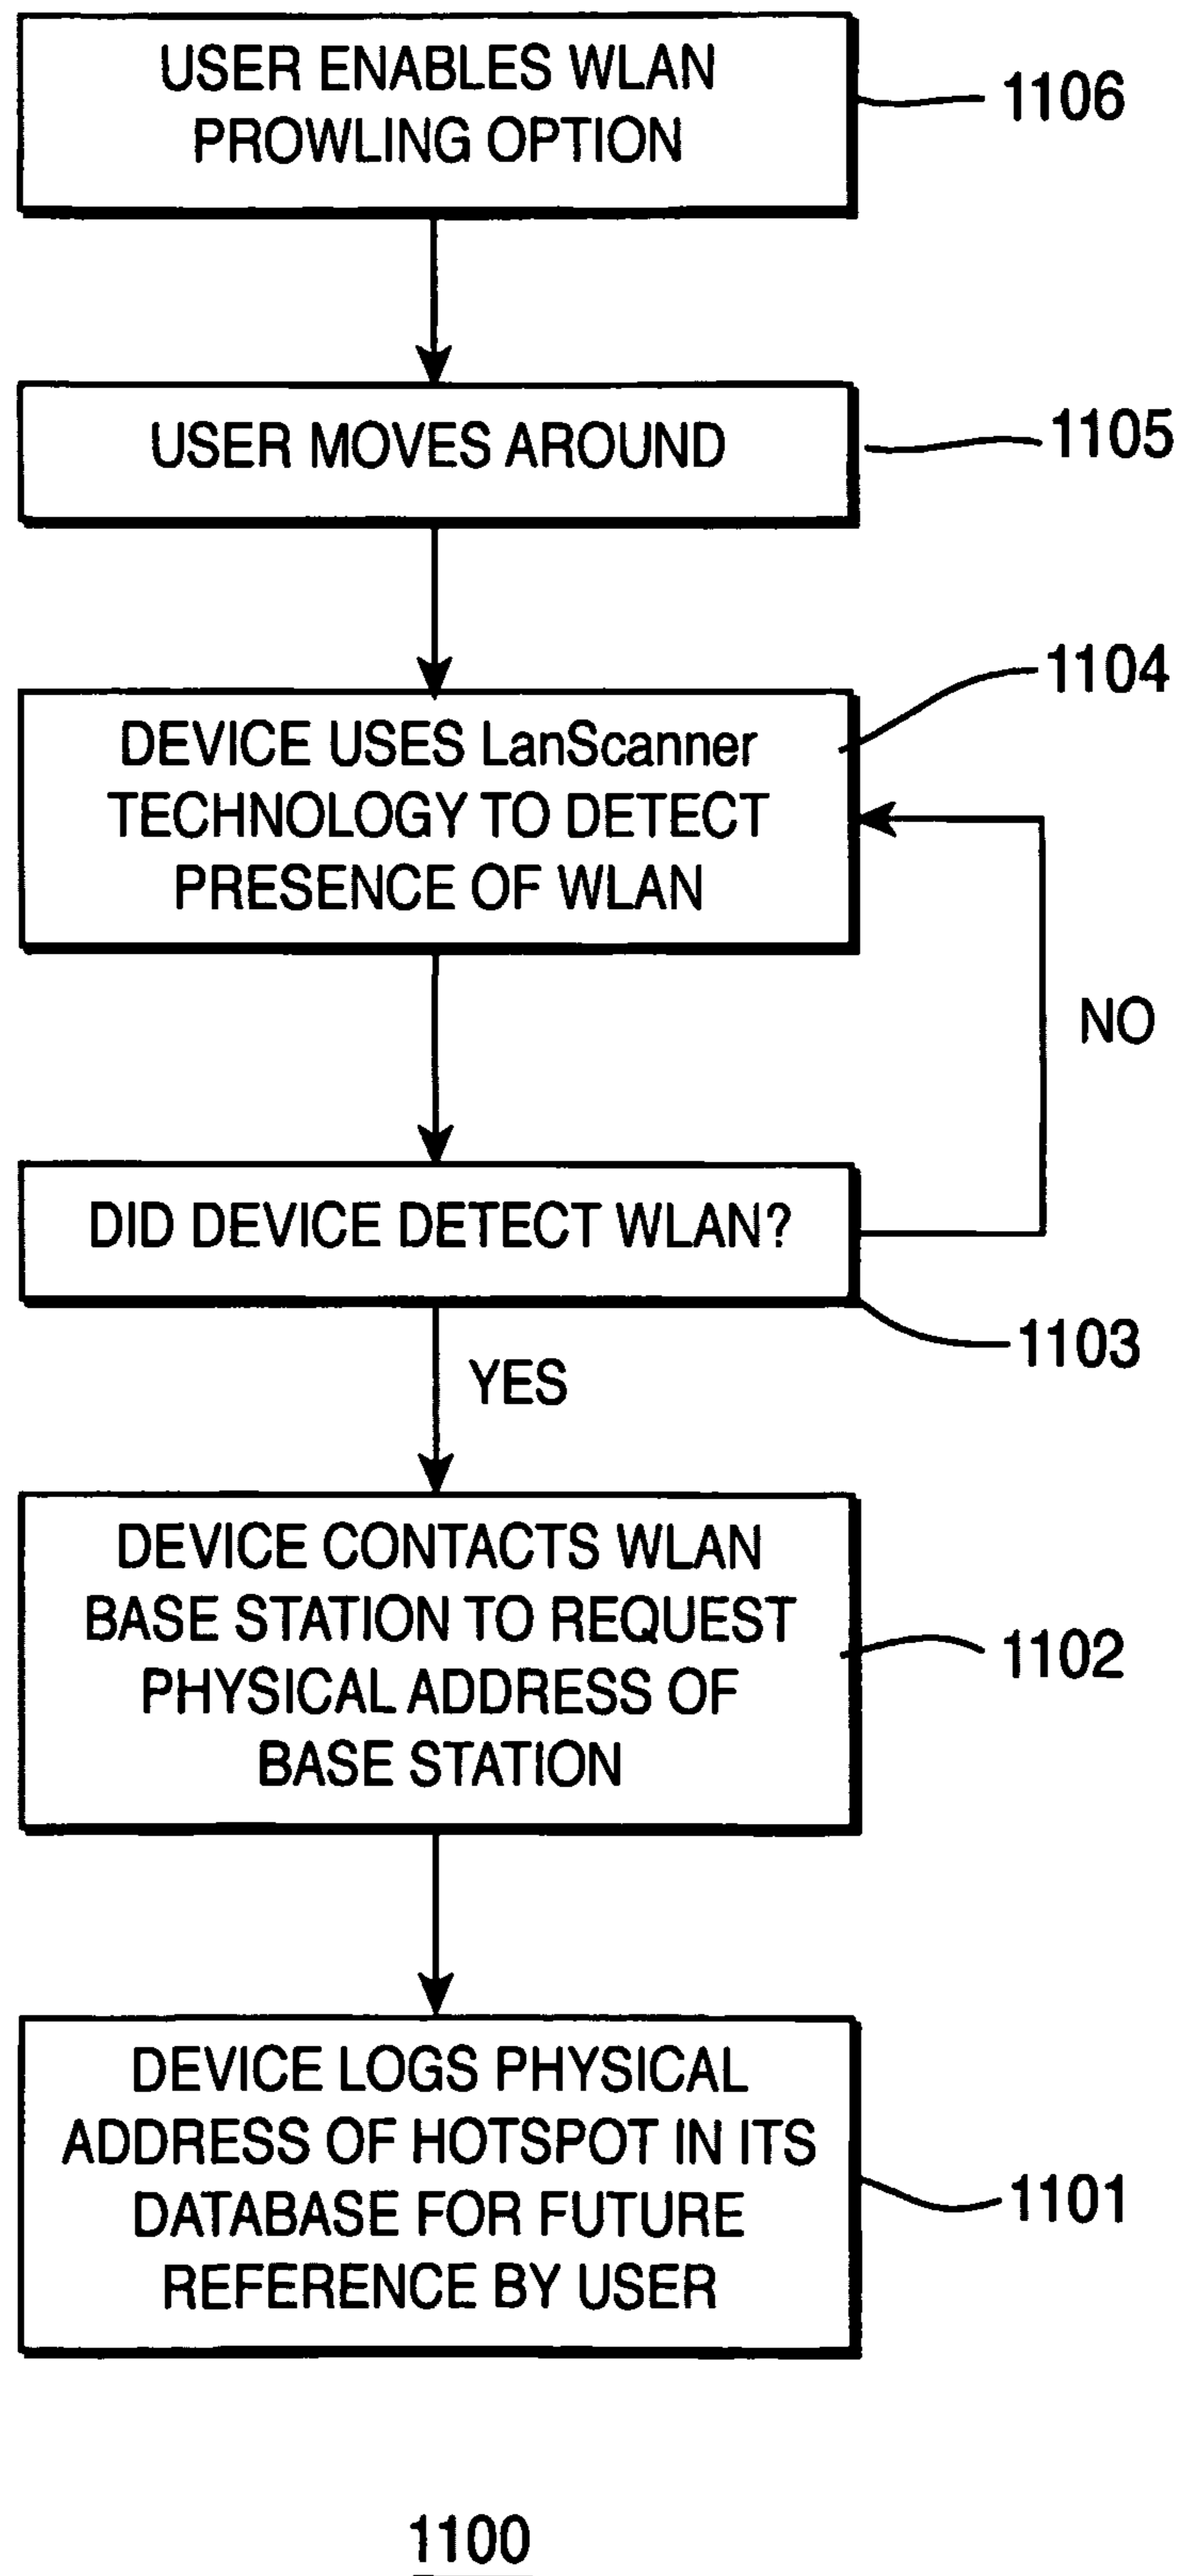 USER ENABLES WLAN
PROWLING OPTION
1106
USER MOVES AROUND
1105
1104
DEVICE USES LanScanner
TECHNOLOGY TO DETECT
PRESENCE OF WLAN
NO
DID DEVICE DETECT WLAN?
1103
YES
DEVICE CONTACTS WLAN
BASE STATION TO REQUEST
PHYSICAL ADDRESS OF
BASE STATION
1102
DEVICE LOGS PHYSICAL
ADDRESS OF HOTSPOT IN ITS
DATABASE FOR FUTURE
REFERENCE BY USER
1101
1100